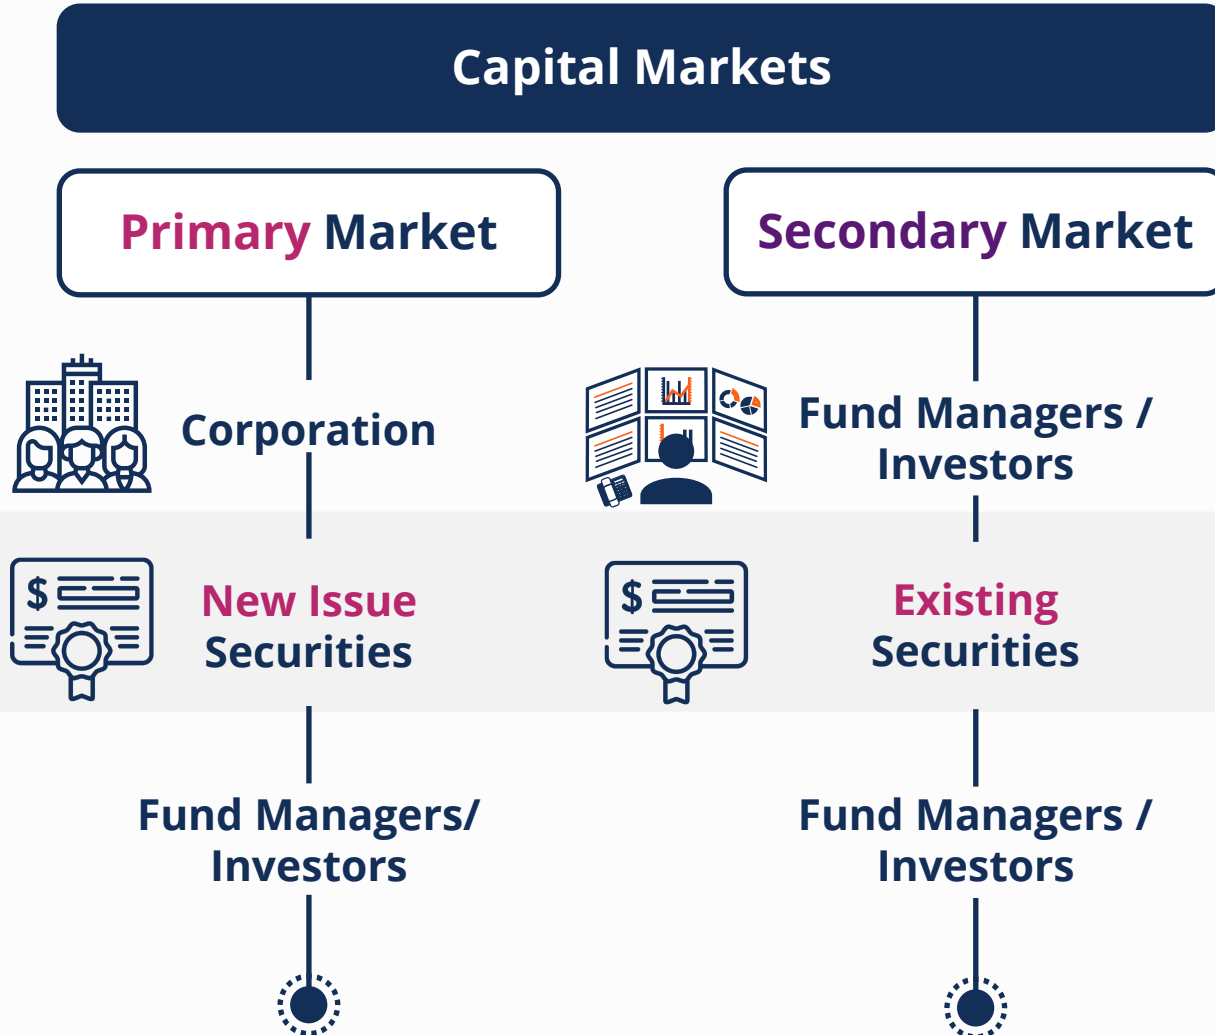 Capital Markets
Primary Market
Secondary Market
Corporation
Fund Managers /
Investors
$
New Issue
Securities
$
Existing
Securities
Fund Managers/
Investors
Fund Managers /
Investors